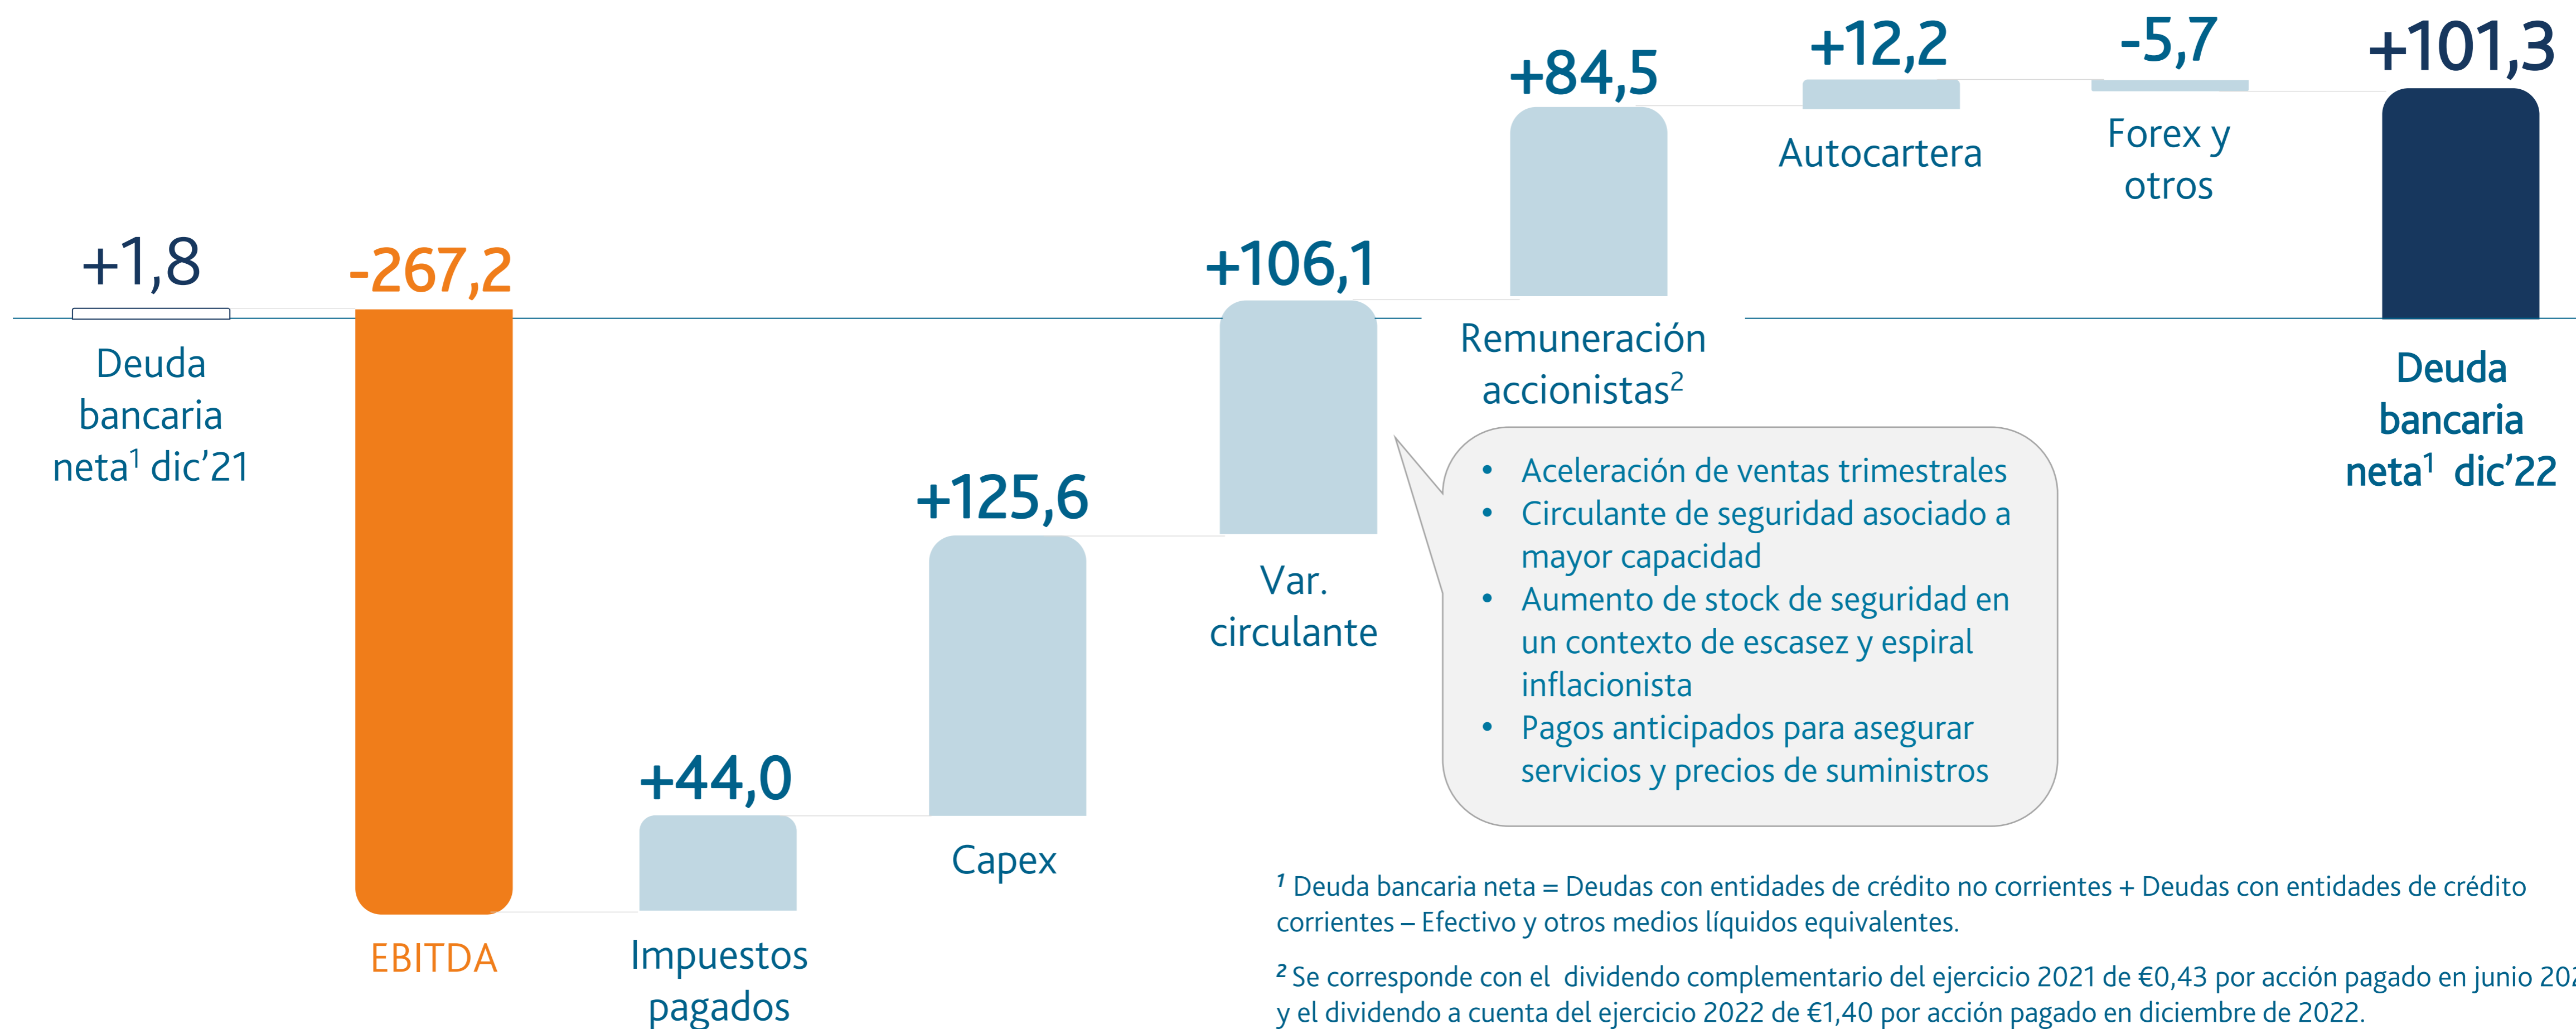 +1,8
Deuda
bancaria
neta¹ dic’21
-267,2
EBITDA
+44,0
Impuestos
pagados
+125,6
Capex
+106,1
Var.
circulante
+84,5
Remuneración
accionistas²
+12,2
Autocartera
-5,7
Forex y
otros
+101,3
Deuda
bancaria
neta¹ dic’22
• Aceleración de ventas trimestrales
• Circulante de seguridad asociado a
mayor capacidad
• Aumento de stock de seguridad en
un contexto de escasez y espiral
inflacionista
• Pagos anticipados para asegurar
servicios y precios de suministros
¹ Deuda bancaria neta = Deudas con entidades de crédito no corrientes + Deudas con entidades de crédito
corrientes – Efectivo y otros medios líquidos equivalentes.
² Se corresponde con el dividendo complementario del ejercicio 2021 de €0,43 por acción pagado en junio
y el dividendo a cuenta del ejercicio 2022 de €1,40 por acción pagado en diciembre de 2022.